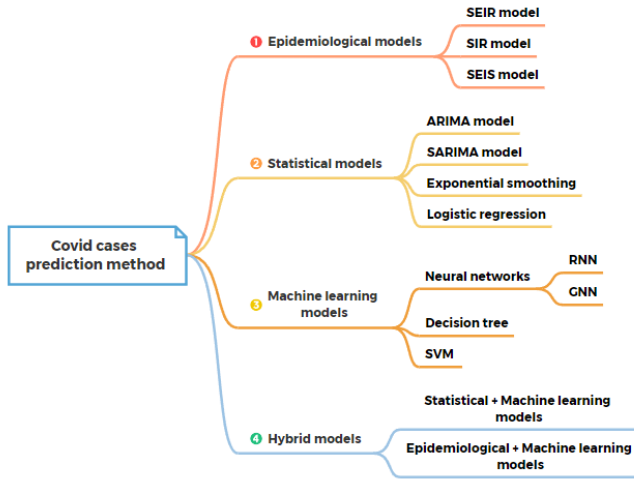 Covid cases
prediction method
1 Epidemiological models
SEIR model
SIR model
SEIS model
2 Statistical models
ARIMA model
SARIMA model
Exponential smoothing
Logistic regression
3 Machine learning
models
Neural networks
RNN
GNN
Decision tree
SVM
4 Hybrid models
Statistical + Machine learning
models
Epidemiological + Machine learning
models